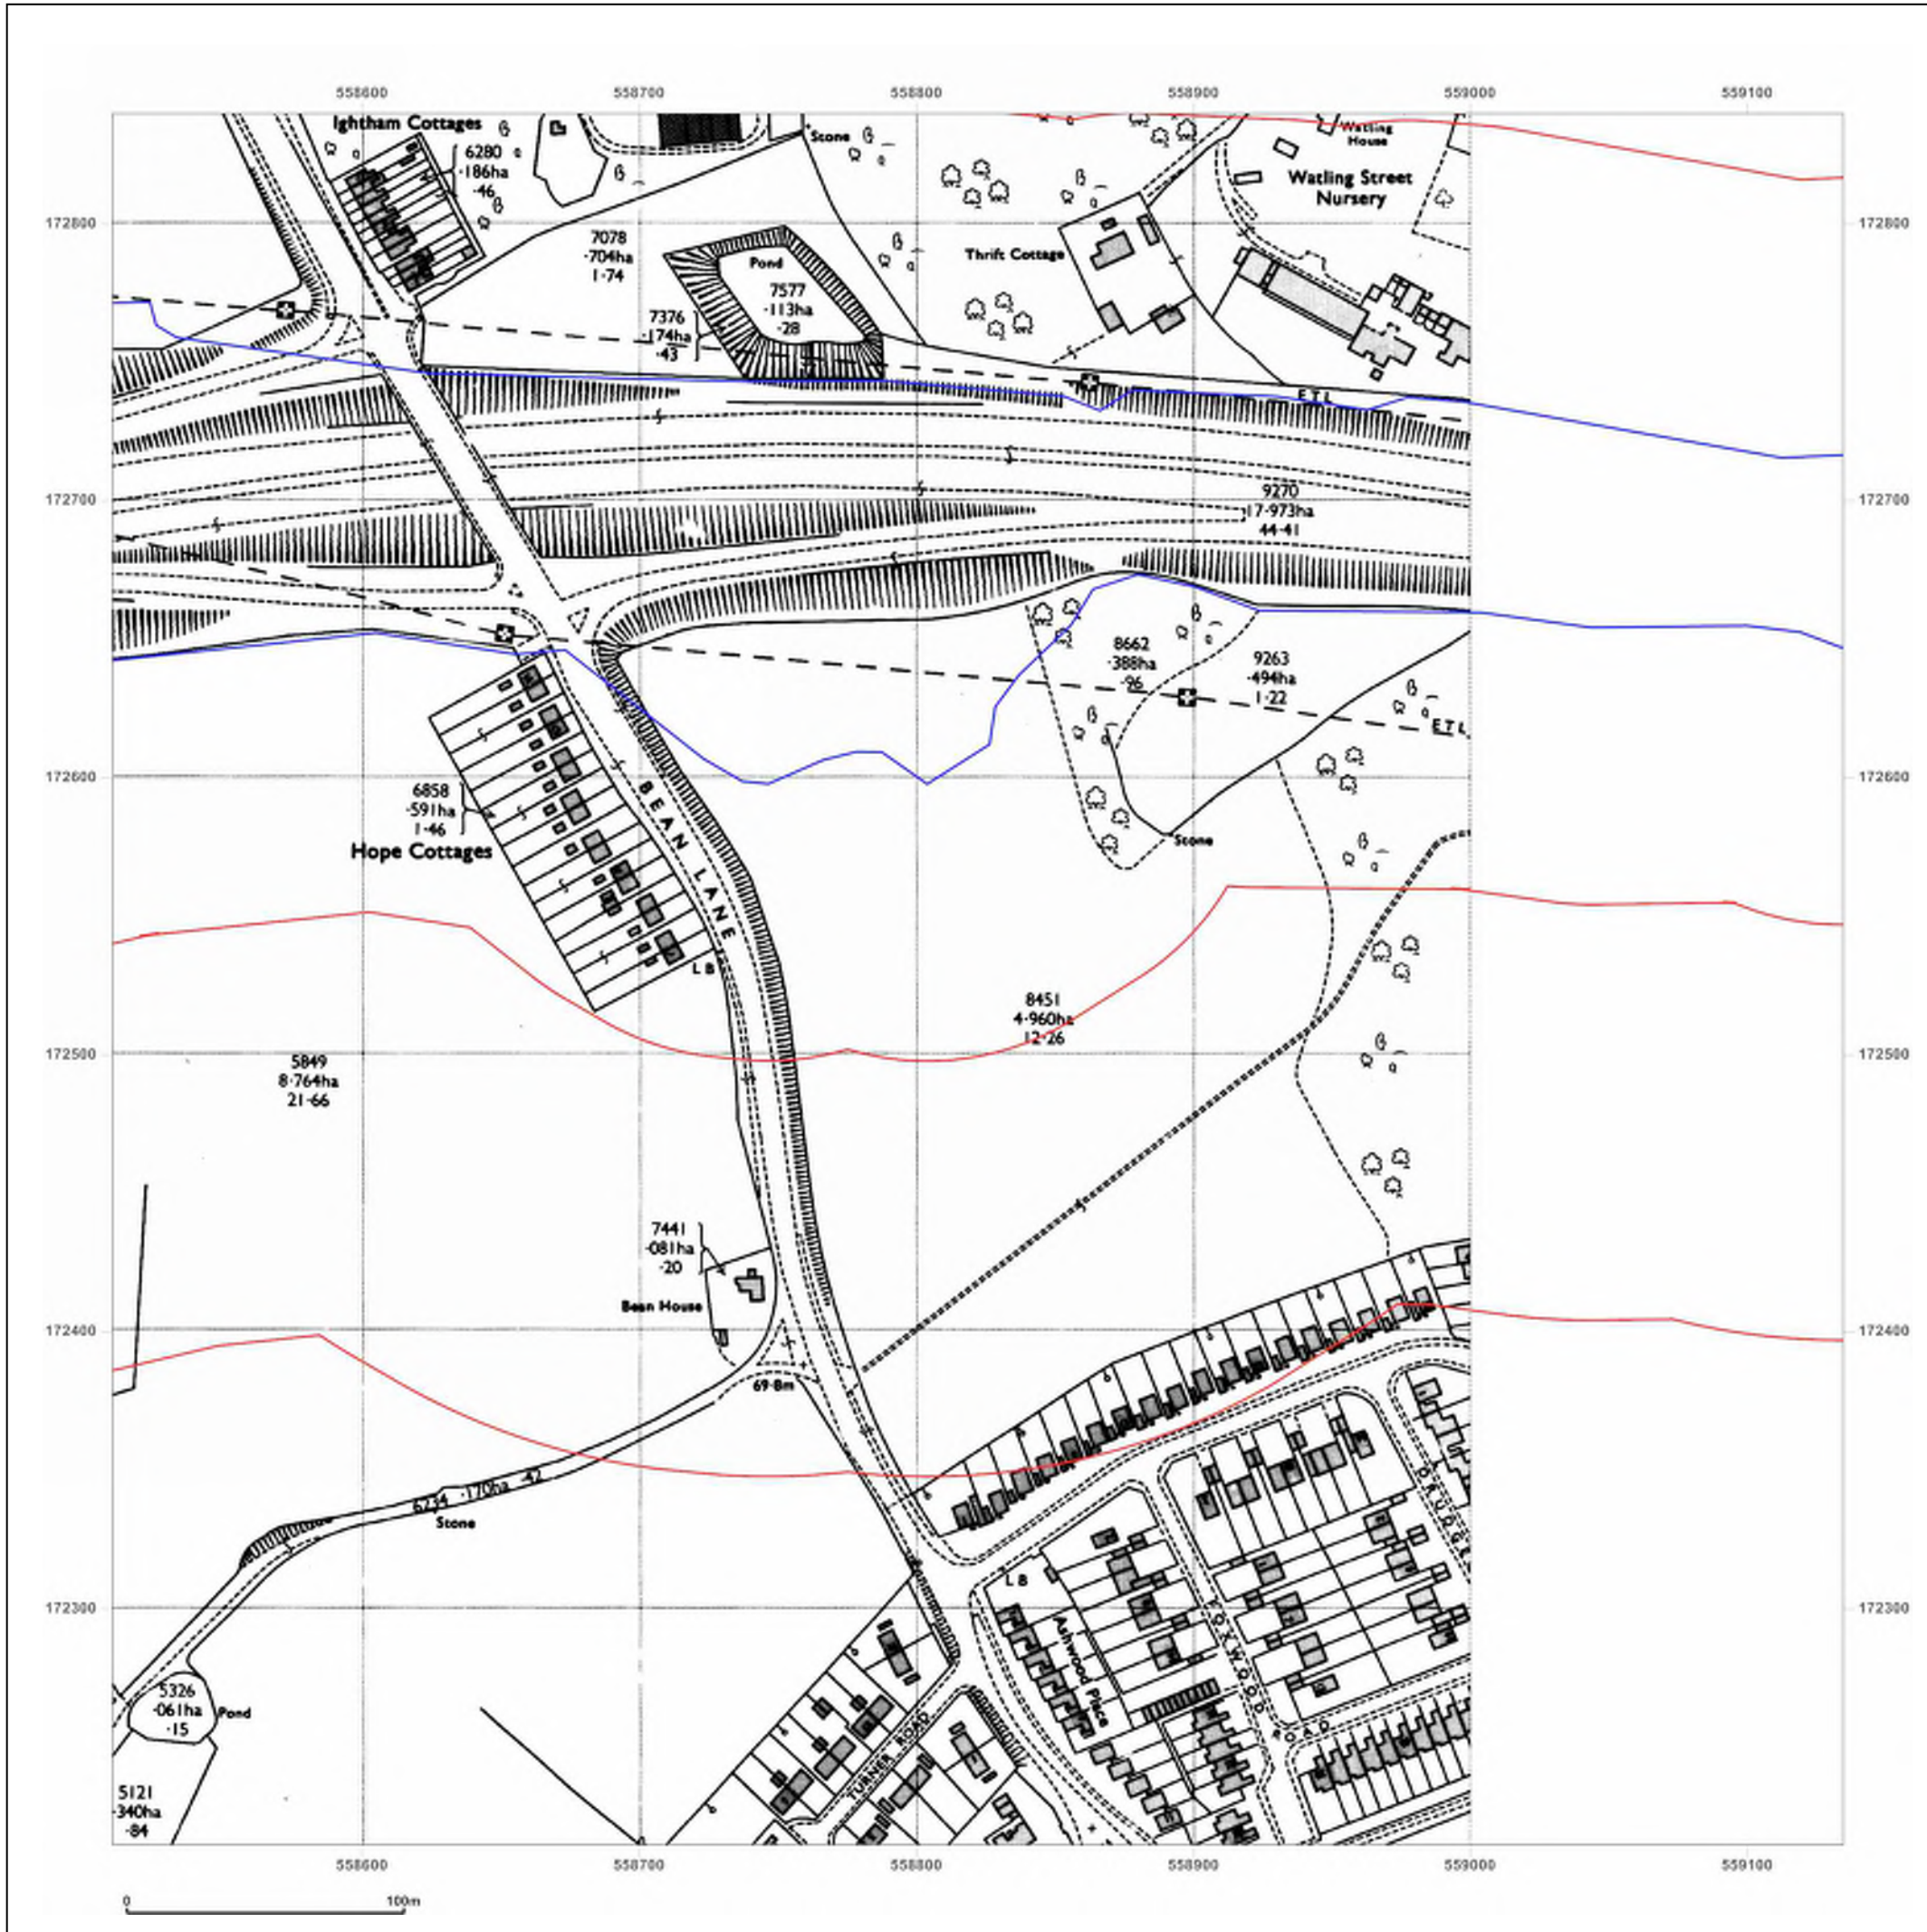 558600 558700 558800 558900 559000 559100
Ightham Cottages
6280
·186ha
·46
Stone
Watling
House
Watling Street
Nursery
172800
172800
7078
·704ha
1·74
Pond
7577
·113ha
·28
7376
·174ha
·43
Thrift Cottage
ETL
172700
172700
9270
17·973ha
44·41
8662
·388ha
·96
9263
·494ha
1·22
ETL
172600
172600
6858
·591ha
1·46
Hope Cottages
BEAN LANE
Stone
L B
8451
4·960ha
12·26
172500
172500
5849
8·764ha
21·66
7441
·081ha
·20
Bean House
172400
172400
69·8m
6234 ·170ha ·42
Stone
L B
172300
172300
Ashwood Place
FOXWOOD ROAD
TURNER ROAD
5326
·061ha
·15
Pond
5121
·340ha
·84
558600 558700 558800 558900 559000 559100
0 100m